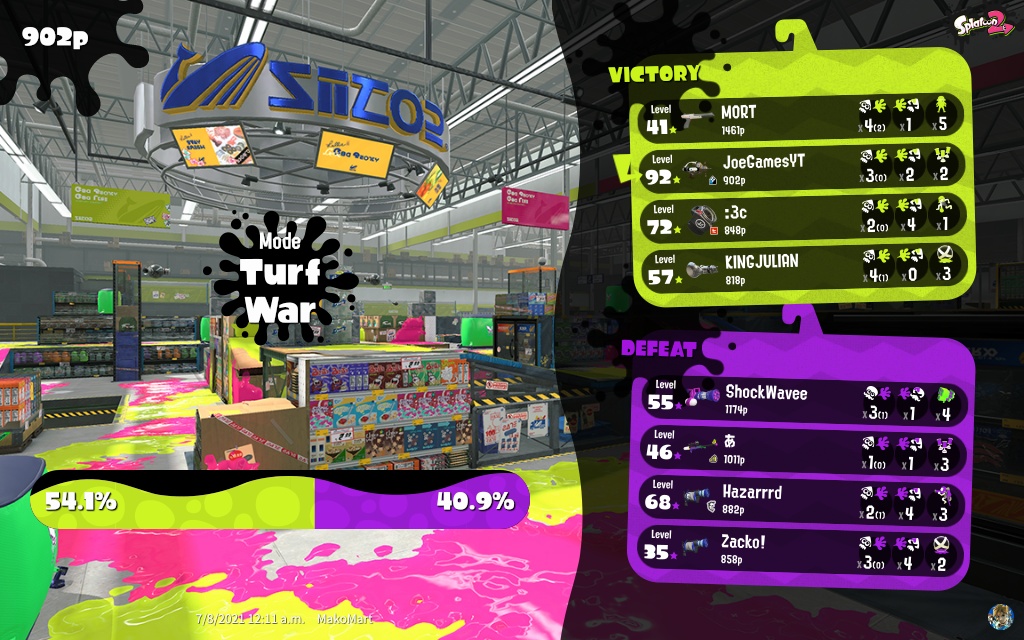 902p
Splatoon 2
SiiZO2
Mode
Turf
War
54.1%
40.9%
7/8/2021 12:11 a.m. MakoMart
VICTORY
Level
41★
MORT
1461p
x4(2)
x1
x5
Level
92★
JoeGamesYT
902p
x3(0)
x2
x2
Level
72★
:3c
848p
x2(0)
x4
x1
Level
57★
KINGJULIAN
818p
x4(1)
x0
x3
DEFEAT
Level
55★
ShockWavee
1174p
x3(1)
x1
x4
Level
46★
あ
1011p
x1(0)
x1
x3
Level
68★
Hazarrrd
882p
x2(1)
x4
x3
Level
35★
Zacko!
858p
x3(0)
x4
x2